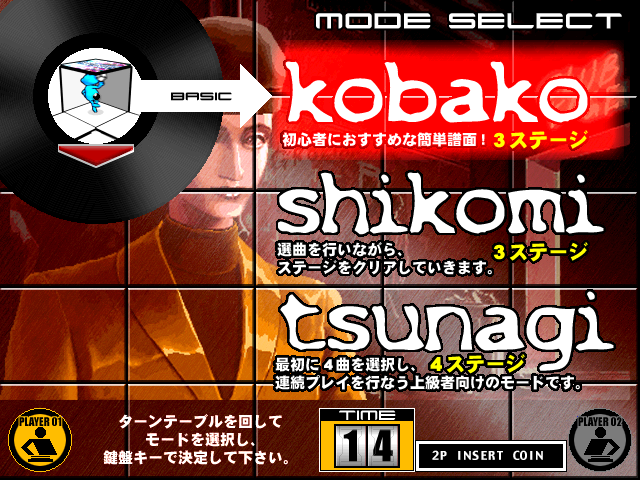 MODE SELECT
BASIC
kobako
初心者におすすめな簡単譜面！ 3ステージ
shikomi
選曲を行いながら、 3ステージ
ステージをクリアしていきます。
tsunagi
最初に4曲を選択し、 4ステージ
連続プレイを行なう上級者向けのモードです。
PLAYER 01
ターンテーブルを回して
モードを選択し、
鍵盤キーで決定して下さい。
TIME
14
2P INSERT COIN
PLAYER 02
CLUB